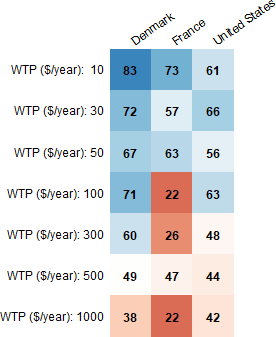 Denmark France United States
WTP ($/year): 10 83 73 61
WTP ($/year): 30 72 57 66
WTP ($/year): 50 67 63 56
WTP ($/year): 100 71 22 63
WTP ($/year): 300 60 26 48
WTP ($/year): 500 49 47 44
WTP ($/year): 1000 38 22 42